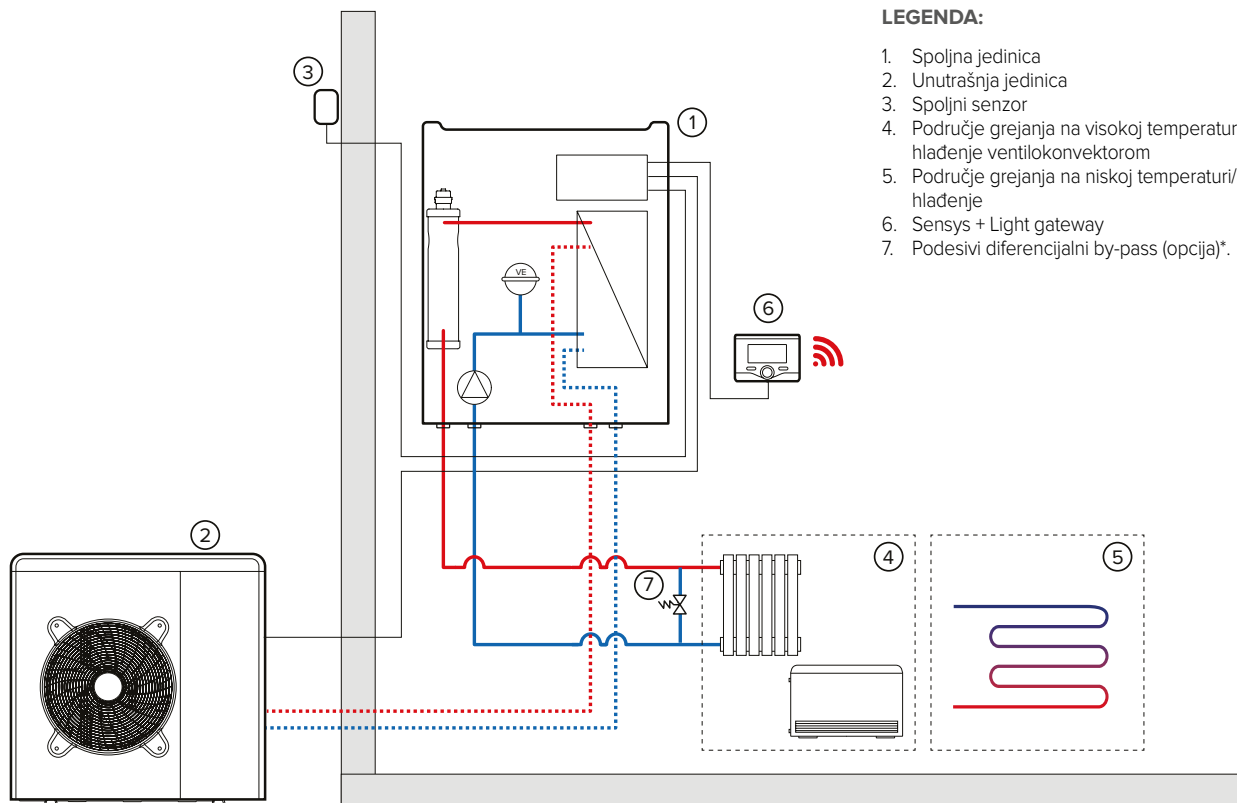 LEGENDA:
1. Spoljna jedinica
2. Unutrašnja jedinica
3. Spoljni senzor
4. Područje grejanja na visokoj temperatur
hlađenje ventilokonvektorom
5. Područje grejanja na niskoj temperaturi/
hlađenje
6. Sensys + Light gateway
7. Podesivi diferencijalni by-pass (opcija)*.
3
1
VE
6
2
4
5
7